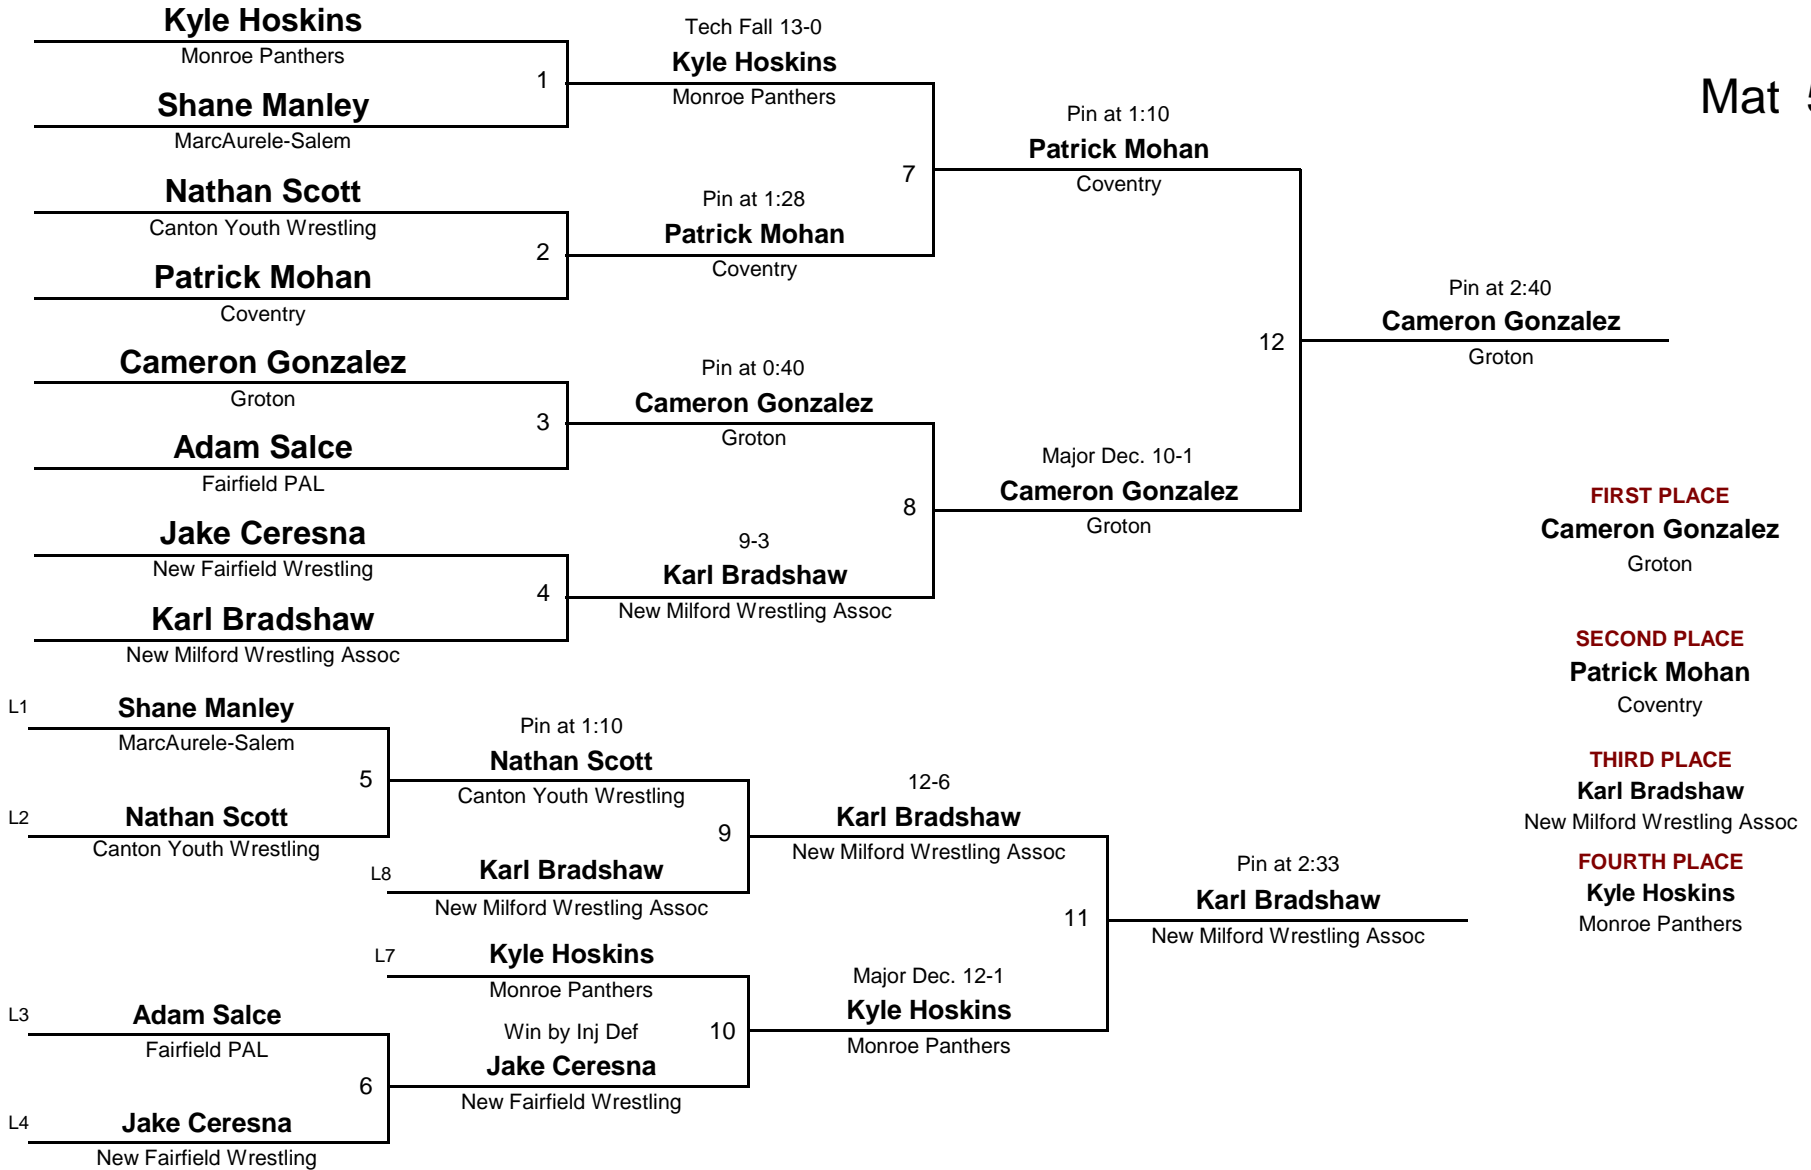 Kyle Hoskins
Monroe Panthers
1
Shane Manley
MarcAurele-Salem
Nathan Scott
Canton Youth Wrestling
2
Patrick Mohan
Coventry
Cameron Gonzalez
Groton
3
Adam Salce
Fairfield PAL
Jake Ceresna
New Fairfield Wrestling
4
Karl Bradshaw
New Milford Wrestling Assoc
Tech Fall 13-0
Kyle Hoskins
Monroe Panthers
7
Pin at 1:28
Patrick Mohan
Coventry
Pin at 0:40
Cameron Gonzalez
Groton
8
9-3
Karl Bradshaw
New Milford Wrestling Assoc
Pin at 1:10
Patrick Mohan
Coventry
12
Major Dec. 10-1
Cameron Gonzalez
Groton
Pin at 2:40
Cameron Gonzalez
Groton
Mat 5
L1 Shane Manley
MarcAurele-Salem
5
L2 Nathan Scott
Canton Youth Wrestling
L3 Adam Salce
Fairfield PAL
6
L4 Jake Ceresna
New Fairfield Wrestling
Pin at 1:10
Nathan Scott
Canton Youth Wrestling
9
L8 Karl Bradshaw
New Milford Wrestling Assoc
L7 Kyle Hoskins
Monroe Panthers
Win by Inj Def
10
Jake Ceresna
New Fairfield Wrestling
12-6
Karl Bradshaw
New Milford Wrestling Assoc
11
Major Dec. 12-1
Kyle Hoskins
Monroe Panthers
Pin at 2:33
Karl Bradshaw
New Milford Wrestling Assoc
FIRST PLACE
Cameron Gonzalez
Groton
SECOND PLACE
Patrick Mohan
Coventry
THIRD PLACE
Karl Bradshaw
New Milford Wrestling Assoc
FOURTH PLACE
Kyle Hoskins
Monroe Panthers